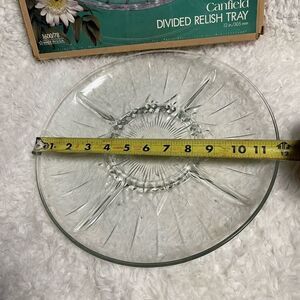 Canfield
DIVIDED RELISH TRAY
1 2 3 4 5 6 7 8 9 10 11